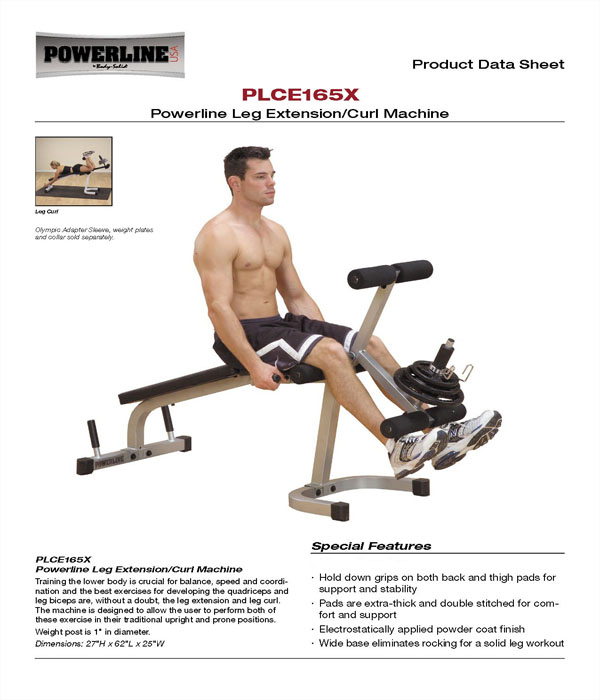 POWERLINE
USA
by Body-Solid
Product Data Sheet
PLCE165X
Powerline Leg Extension/Curl Machine
Leg Curl
Olympic Adapter Sleeve, weight plates
and collar sold separately.
POWERLINE
PLCE165X
Powerline Leg Extension/Curl Machine
Training the lower body is crucial for balance, speed and coordi-
nation and the best exercises for developing the quadriceps and
leg biceps are, without a doubt, the leg extension and leg curl.
The machine is designed to allow the user to perform both of
these exercise in their traditional upright and prone positions.
Weight post is 1" in diameter.
Dimensions: 27"H x 62"L x 25"W
Special Features
· Hold down grips on both back and thigh pads for
support and stability
· Pads are extra-thick and double stitched for com-
fort and support
· Electrostatically applied powder coat finish
· Wide base eliminates rocking for a solid leg workout